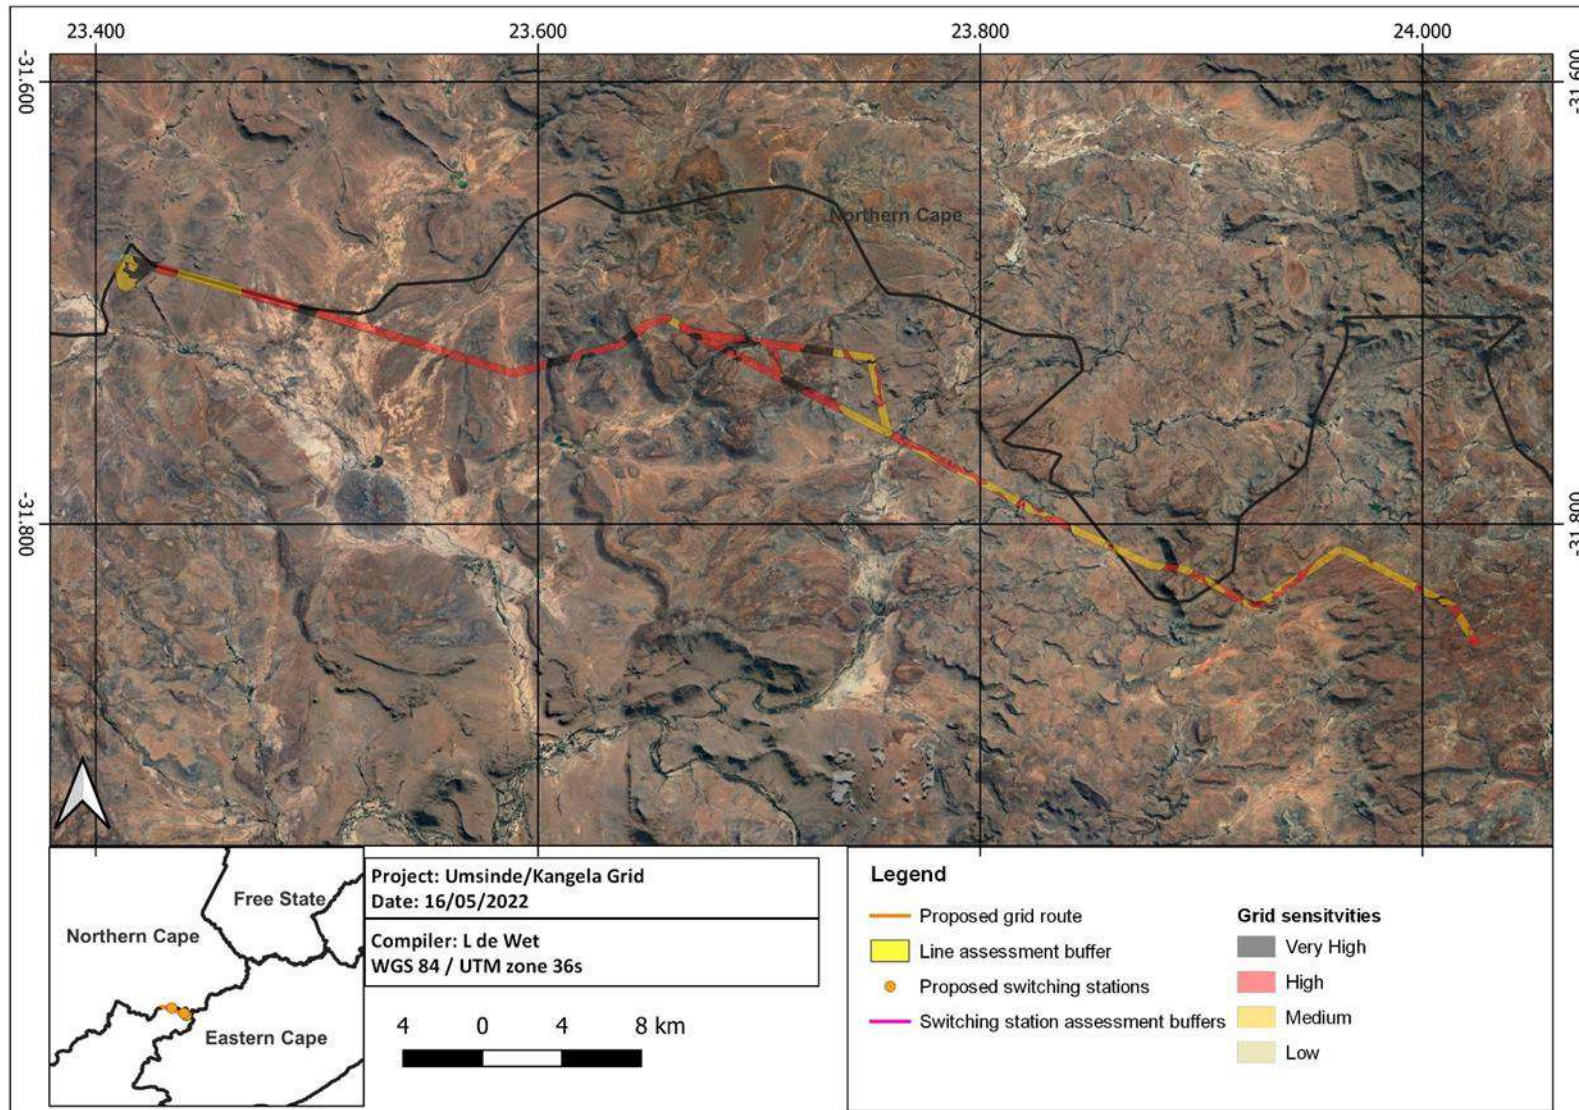 23.400 23.600 23.800 24.000
-31.600 -31.600
Northern Cape
-31.800 -31.800
Northern Cape
Free State
Eastern Cape
Project: Umsinde/Kangela Grid
Date: 16/05/2022
Compiler: L de Wet
WGS 84 / UTM zone 36s
4 0 4 8 km
Legend
Proposed grid route
Line assessment buffer
Proposed switching stations
Switching station assessment buffers
Grid sensitvities
Very High
High
Medium
Low